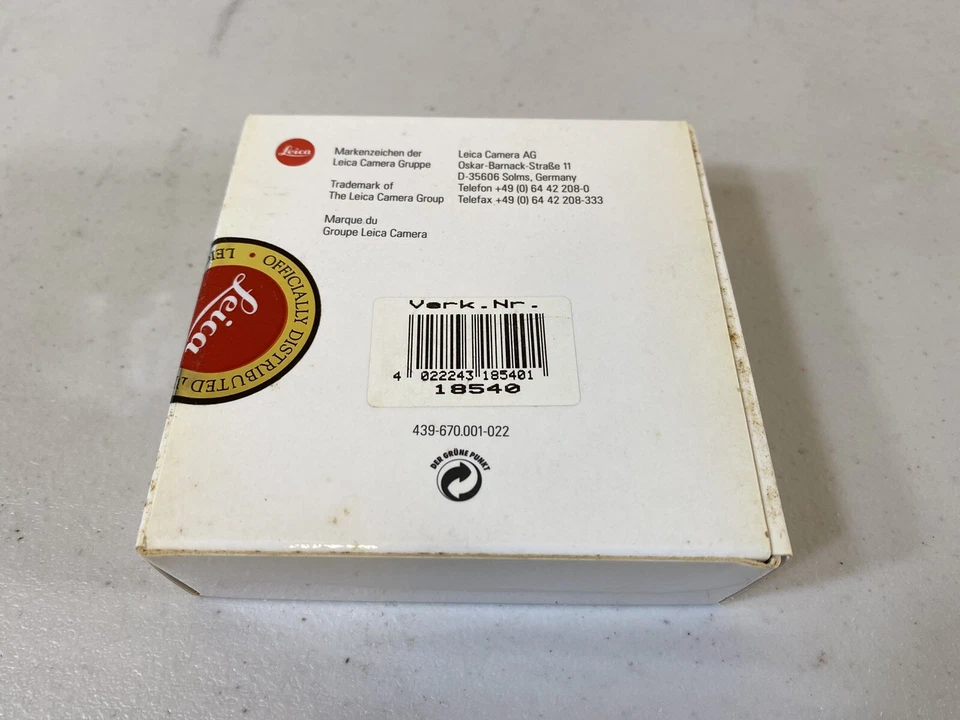 Leica
Markenzeichen der
Leica Camera Gruppe
Trademark of
The Leica Camera Group
Marque du
Groupe Leica Camera
Leica Camera AG
Oskar-Barnack-Straße 11
D-35606 Solms, Germany
Telefon +49 (0) 64 42 208-0
Telefax +49 (0) 64 42 208-333
OFFICIALLY DISTRIBUTED
Leica
Verk.Nr.
4 022243 185401
18540
439-670.001-022
DER GRÜNE PUNKT